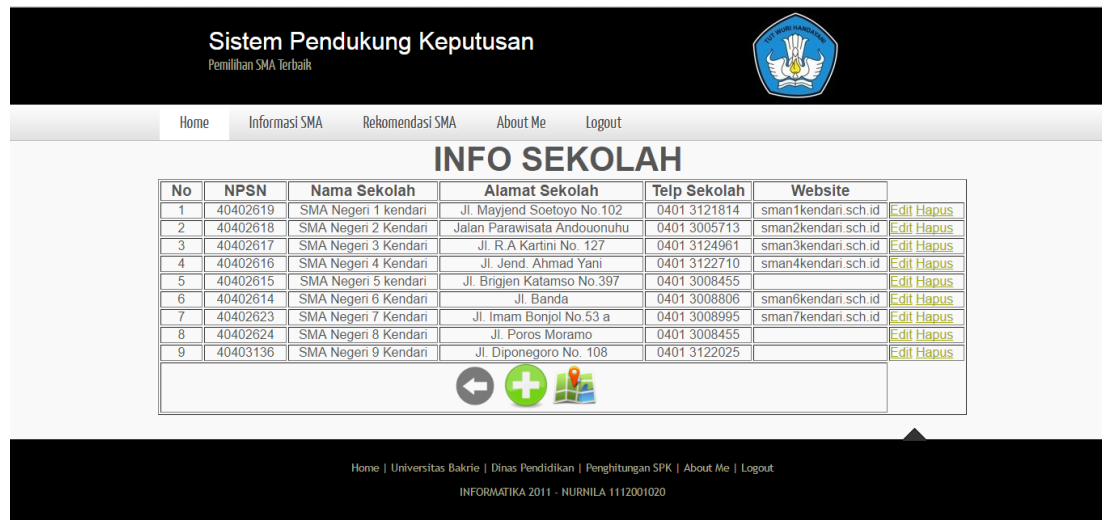 Sistem Pendukung Keputusan
Pemilihan SMA Terbaik
TUT WURI HANDAYANI
Home Informasi SMA Rekomendasi SMA About Me Logout
INFO SEKOLAH
No NPSN Nama Sekolah Alamat Sekolah Telp Sekolah Website
1 40402619 SMA Negeri 1 kendari Jl. Mayjend Soetoyo No.102 0401 3121814 sman1kendari.sch.id Edit Hapus
2 40402618 SMA Negeri 2 Kendari Jalan Parawisata Andouonuhu 0401 3005713 sman2kendari.sch.id Edit Hapus
3 40402617 SMA Negeri 3 Kendari Jl. R.A Kartini No. 127 0401 3124961 sman3kendari.sch.id Edit Hapus
4 40402616 SMA Negeri 4 Kendari Jl. Jend. Ahmad Yani 0401 3122710 sman4kendari.sch.id Edit Hapus
5 40402615 SMA Negeri 5 kendari Jl. Brigjen Katamso No.397 0401 3008455 Edit Hapus
6 40402614 SMA Negeri 6 Kendari Jl. Banda 0401 3008806 sman6kendari.sch.id Edit Hapus
7 40402623 SMA Negeri 7 Kendari Jl. Imam Bonjol No.53 a 0401 3008995 sman7kendari.sch.id Edit Hapus
8 40402624 SMA Negeri 8 Kendari Jl. Poros Moramo 0401 3008455 Edit Hapus
9 40403136 SMA Negeri 9 Kendari Jl. Diponegoro No. 108 0401 3122025 Edit Hapus
Home | Universitas Bakrie | Dinas Pendidikan | Penghitungan SPK | About Me | Logout
INFORMATIKA 2011 - NURNILA 1112001020